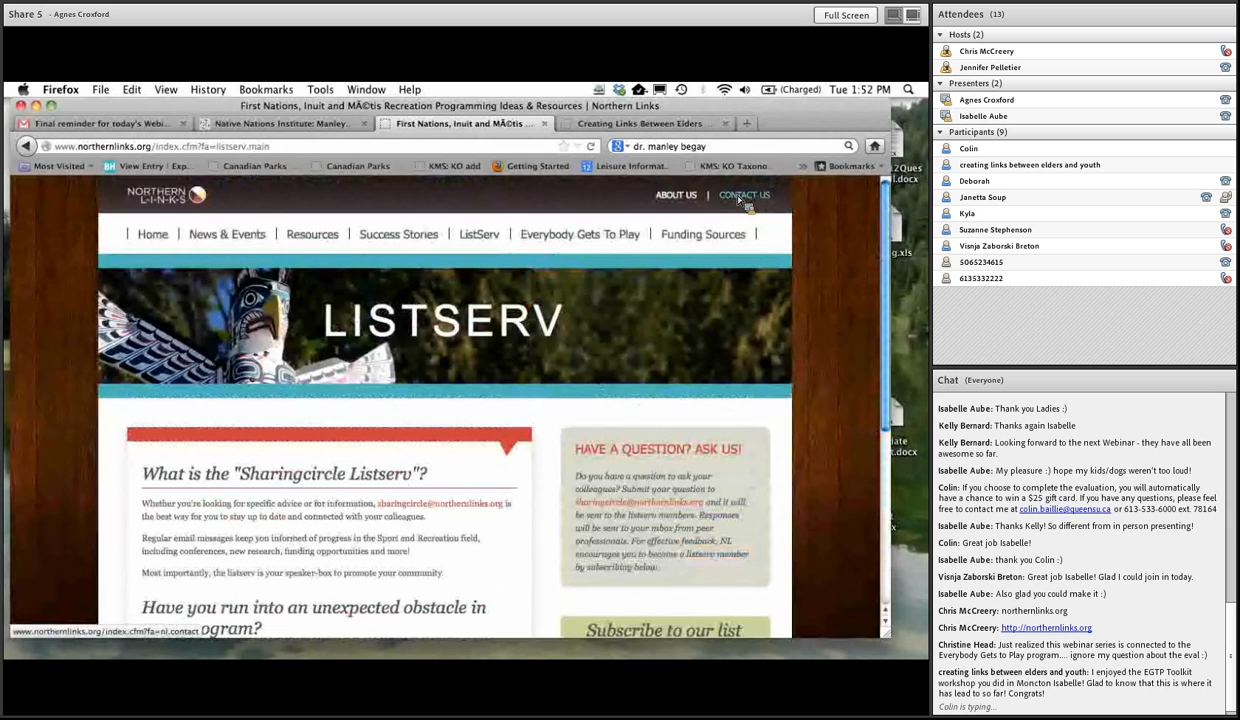 Share 5 - Agnes Croxford
Full Screen
Firefox File Edit View History Bookmarks Tools Window Help
(Charged) Tue 1:52 PM
First Nations, Inuit and MÃ©tis Recreation Programming Ideas & Resources | Northern Links
Final reminder for today's Webi...
Native Nations Institute: Manley...
First Nations, Inuit and MÃ©tis ...
Creating Links Between Elders ...
www.northernlinks.org/index.cfm?fa=listserv.main
dr. manley begay
Most Visited
View Entry | Exp...
Canadian Parks
Canadian Parks
KMS: KO add
Getting Started
Leisure Informat...
KMS: KO Taxono...
Bookmarks
NORTHERN
L-I-N-K-S
ABOUT US | CONTACT US
Home | News & Events | Resources | Success Stories | ListServ | Everybody Gets To Play | Funding Sources
LISTSERV
What is the "Sharingcircle Listserv"?
Whether you're looking for specific advice or for information, sharingcircle@northernlinks.org is
the best way for you to stay up to date and connected with your colleagues.
Regular email messages keep you informed of progress in the Sport and Recreation field,
including conferences, new research, funding opportunities and more!
Most importantly, the listserv is your speaker-box to promote your community
Have you run into an unexpected obstacle in
ogram?
HAVE A QUESTION? ASK US!
Do you have a question to ask your
colleagues? Submit your question to
sharingcircle@northernlinks.org and it will
be sent to the listserv members. Responses
will be sent to your inbox from peer
professionals. For effective feedback, NL
encourages you to become a listserv member
by subscribing below.
Subscribe to our list
www.northernlinks.org/index.cfm?fa=nl.contact
2Ques
l.docx
g.xls
iate
t.docx
Attendees (13)
Hosts (2)
Chris McCreery
Jennifer Pelletier
Presenters (2)
Agnes Croxford
Isabelle Aube
Participants (9)
Colin
creating links between elders and youth
Deborah
Janetta Soup
Kyla
Suzanne Stephenson
Visnja Zaborski Breton
5065234615
6135332222
Chat (Everyone)
Isabelle Aube: Thank you Ladies :)
Kelly Bernard: Thanks again Isabelle
Kelly Bernard: Looking forward to the next Webinar - they have all been
awesome so far.
Isabelle Aube: My pleasure :) hope my kids/dogs weren't too loud!
Colin: If you choose to complete the evaluation, you will automatically
have a chance to win a $25 gift card. If you have any questions, please feel
free to contact me at colin.baillie@queensu.ca or 613-533-6000 ext. 78164
Isabelle Aube: Thanks Kelly! So different from in person presenting!
Colin: Great job Isabelle!
Isabelle Aube: thank you Colin :)
Visnja Zaborski Breton: Great job Isabelle! Glad I could join in today.
Isabelle Aube: Also glad you could make it :)
Chris McCreery: northernlinks.org
Chris McCreery: http://northernlinks.org
Christine Head: Just realized this webinar series is connected to the
Everybody Gets to Play program.... ignore my question about the eval :)
creating links between elders and youth: I enjoyed the EGTP Toolkit
workshop you did in Moncton Isabelle! Glad to know that this is where it
has lead to so far! Congrats!
Colin is typing...